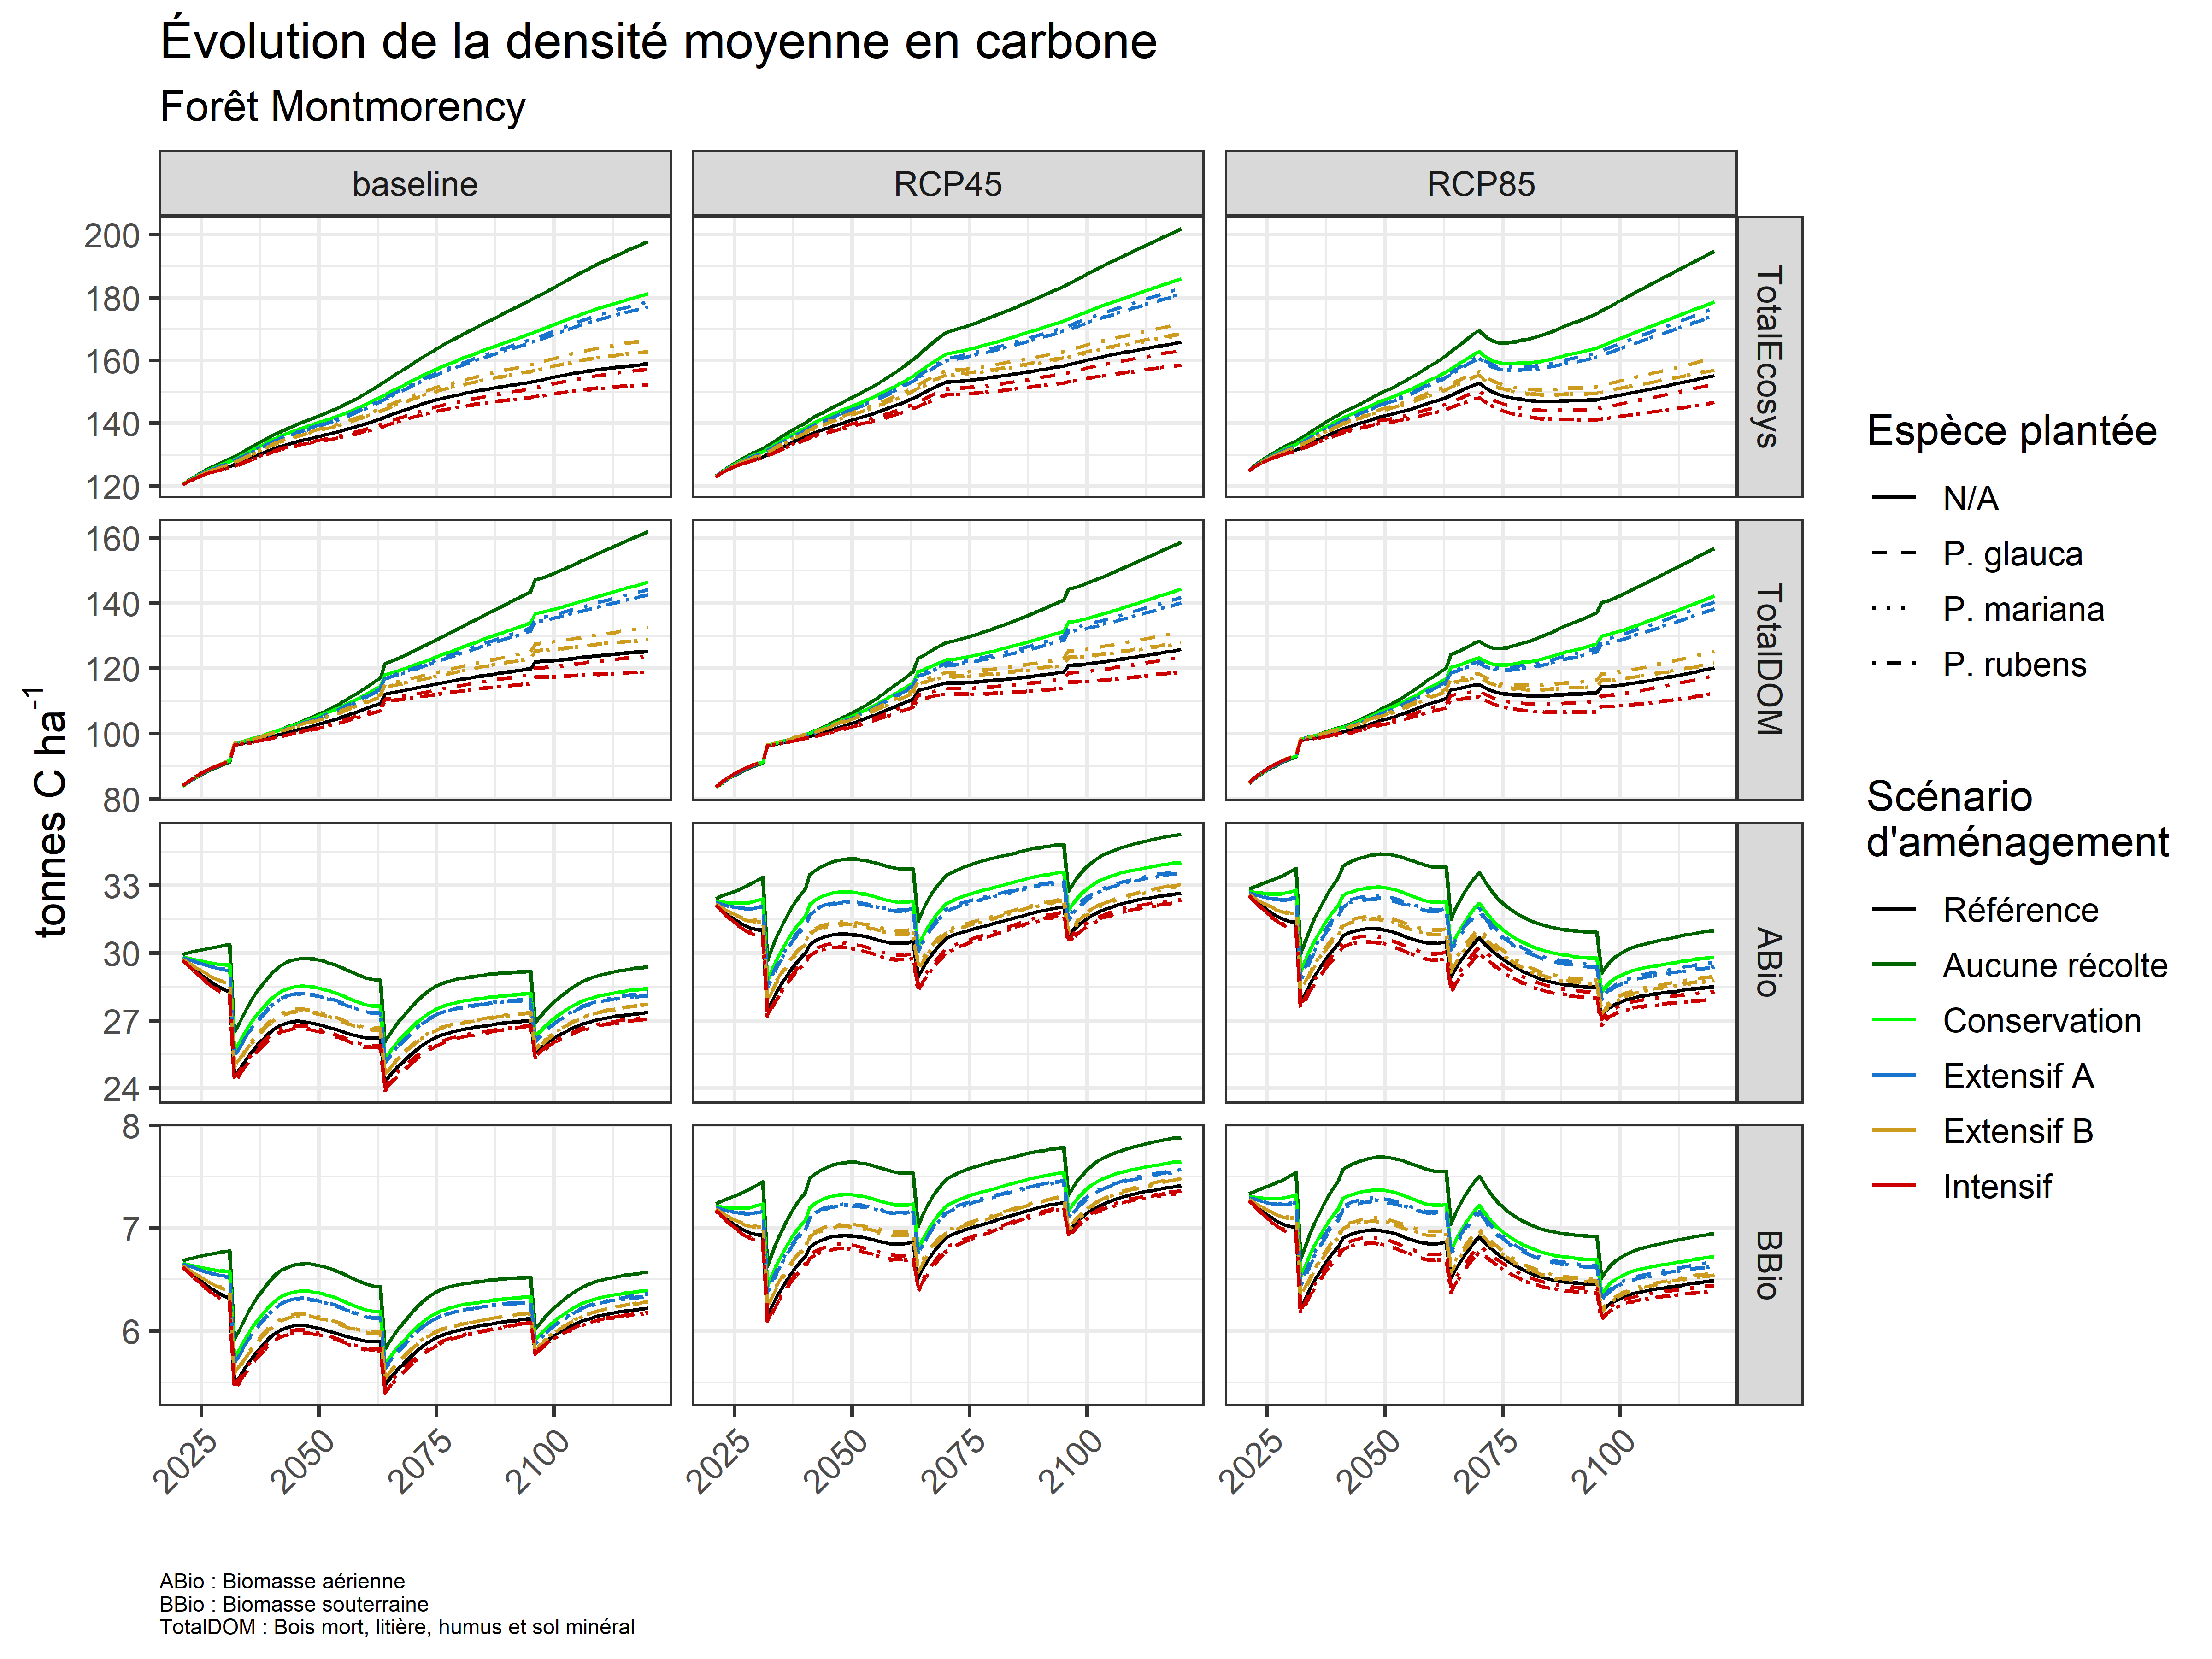 Évolution de la densité moyenne en carbone
Forêt Montmorency
baseline
RCP45
RCP85
200
180
160
140
120
TotalEcosys
160
140
120
100
80
TotalDOM
33
30
27
24
ABio
8
7
6
BBio
tonnes C ha⁻¹
2025
2050
2075
2100
2025
2050
2075
2100
2025
2050
2075
2100
Espèce plantée
N/A
P. glauca
P. mariana
P. rubens
Scénario
d'aménagement
Référence
Aucune récolte
Conservation
Extensif A
Extensif B
Intensif
ABio : Biomasse aérienne
BBio : Biomasse souterraine
TotalDOM : Bois mort, litière, humus et sol minéral